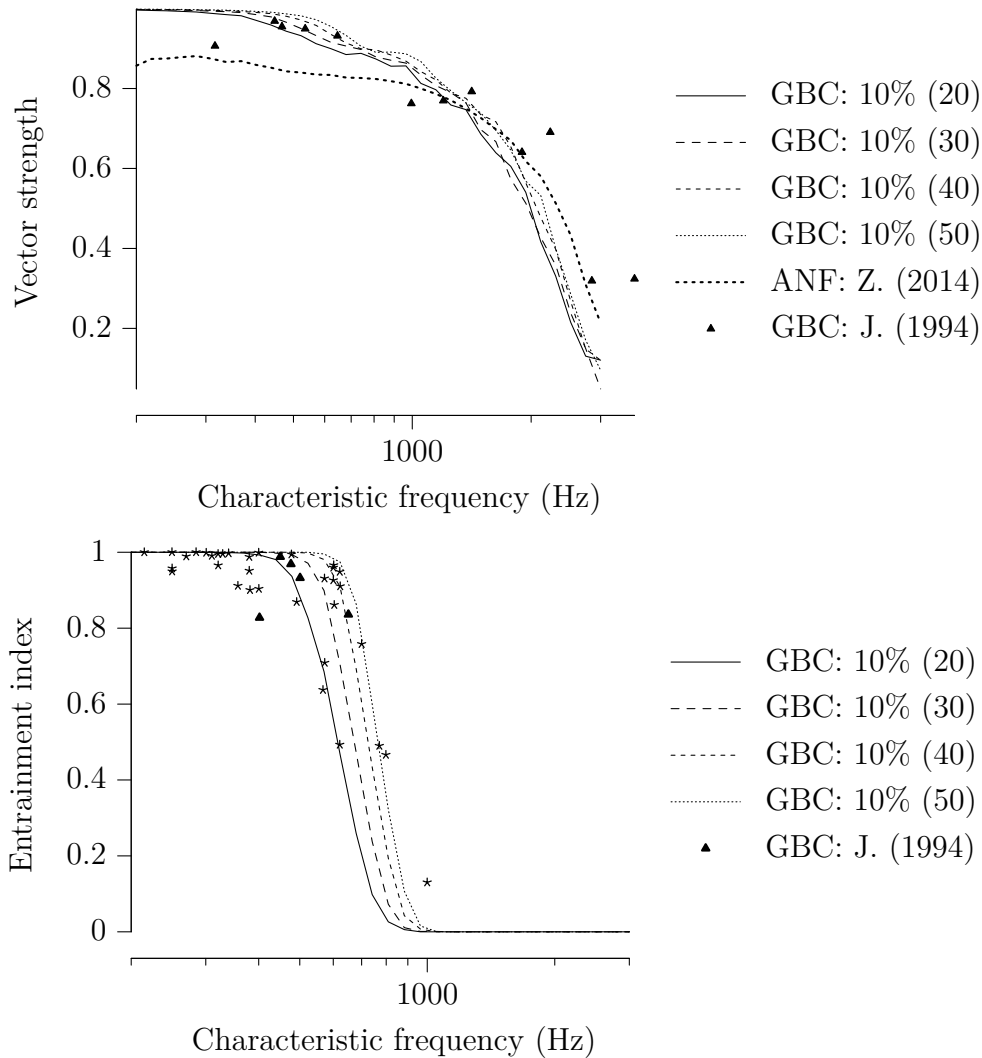 0.8
0.6
0.4
0.2
Vector strength
1000
Characteristic frequency (Hz)
GBC: 10% (20)
GBC: 10% (30)
GBC: 10% (40)
GBC: 10% (50)
ANF: Z. (2014)
GBC: J. (1994)
1
0.8
0.6
0.4
0.2
0
Entrainment index
1000
Characteristic frequency (Hz)
GBC: 10% (20)
GBC: 10% (30)
GBC: 10% (40)
GBC: 10% (50)
GBC: J. (1994)